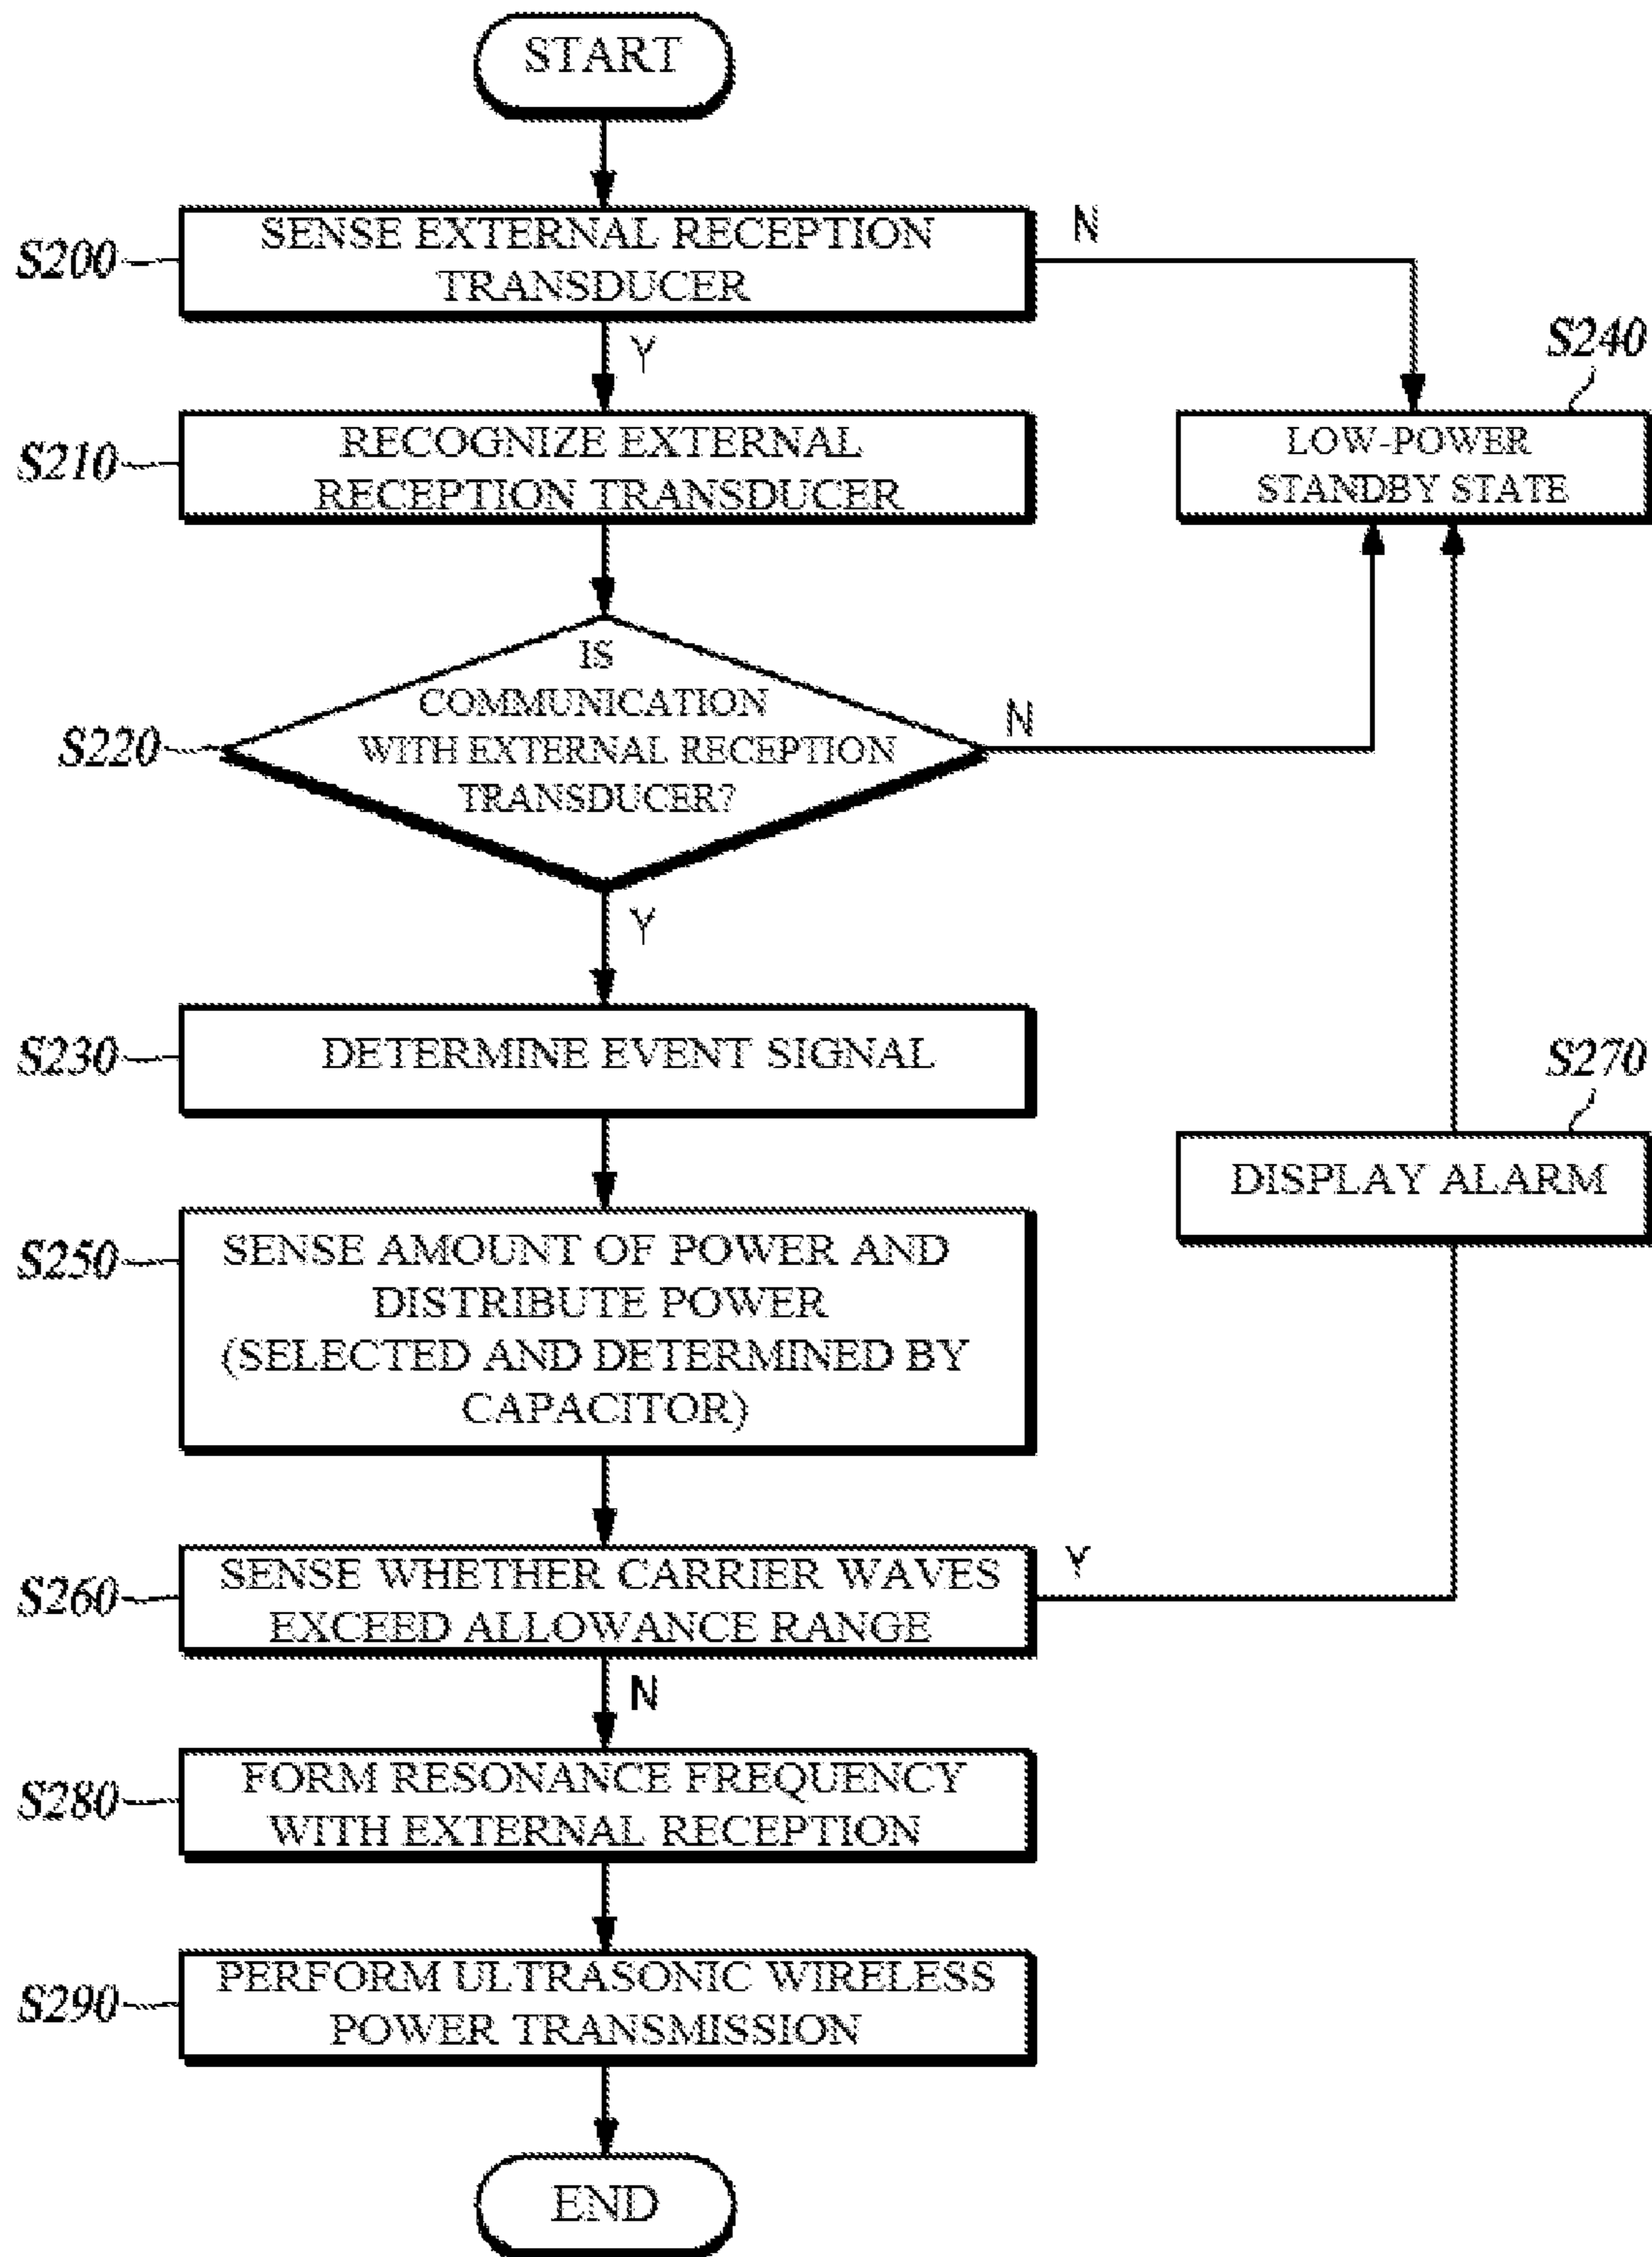 START
S200
SENSE EXTERNAL RECEPTION
TRANSDUCER
N
Y
S210
RECOGNIZE EXTERNAL
RECEPTION TRANSDUCER
S240
LOW-POWER
STANDBY STATE
S220
IS
COMMUNICATION
WITH EXTERNAL RECEPTION
TRANSDUCER?
N
Y
S230
DETERMINE EVENT SIGNAL
S270
DISPLAY ALARM
S250
SENSE AMOUNT OF POWER AND
DISTRIBUTE POWER
(SELECTED AND DETERMINED BY
CAPACITOR)
S260
SENSE WHETHER CARRIER WAVES
EXCEED ALLOWANCE RANGE
Y
N
S280
FORM RESONANCE FREQUENCY
WITH EXTERNAL RECEPTION
S290
PERFORM ULTRASONIC WIRELESS
POWER TRANSMISSION
END